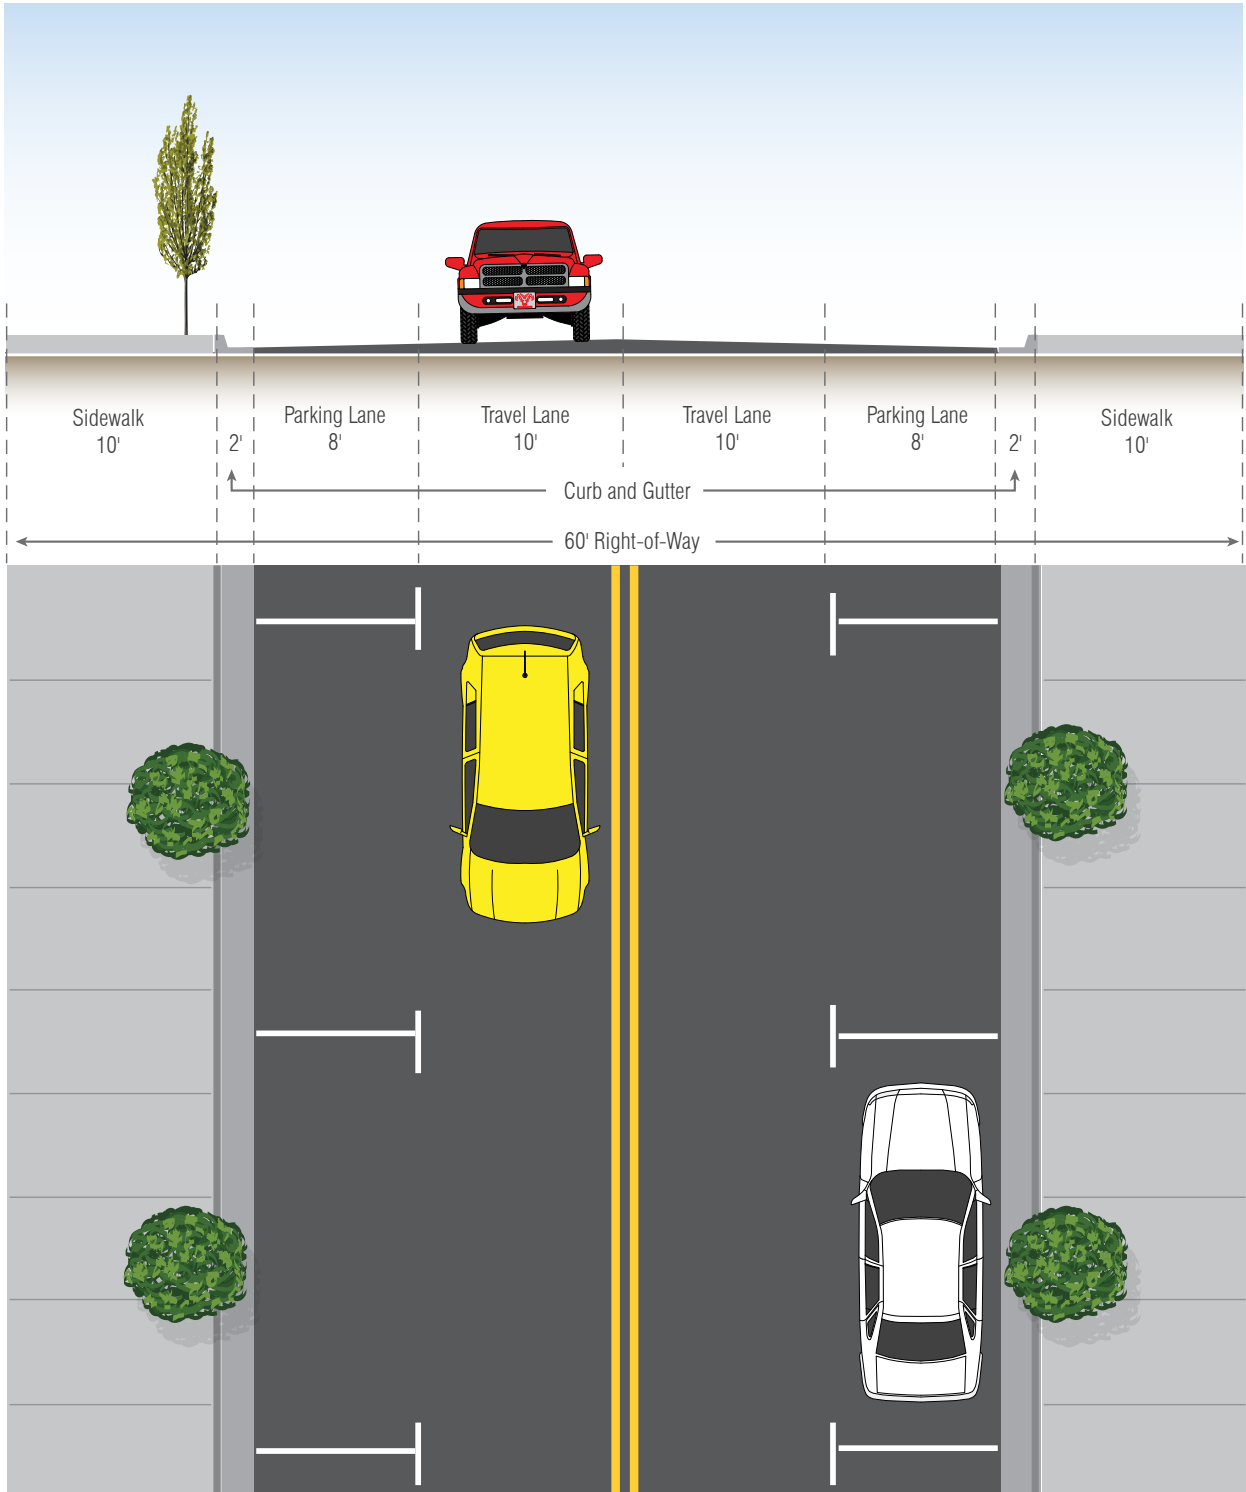 Sidewalk
10'
2'
Parking Lane
8'
Travel Lane
10'
Travel Lane
10'
Parking Lane
8'
2'
Sidewalk
10'
Curb and Gutter
60' Right-of-Way